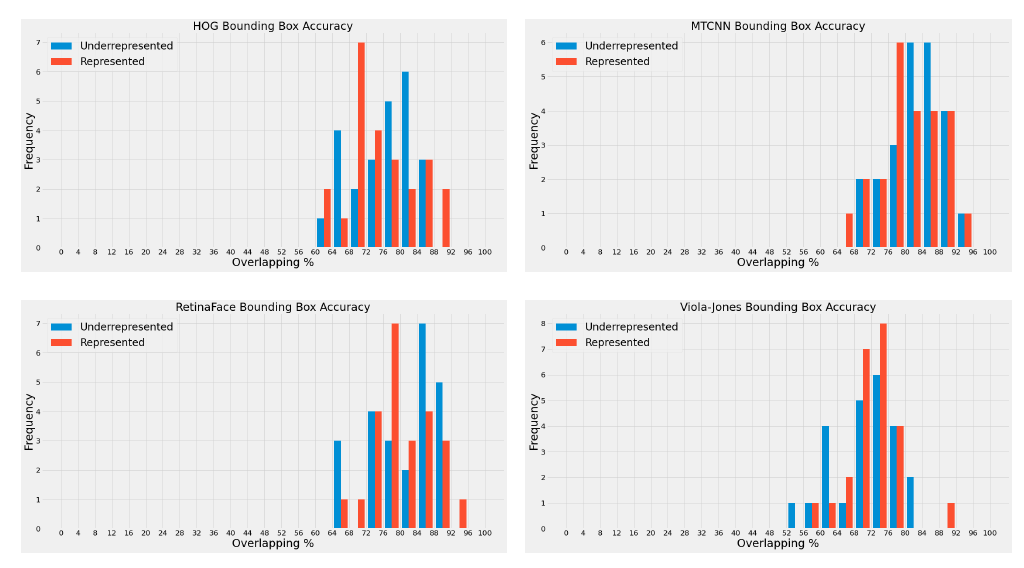 HOG Bounding Box Accuracy
Underrepresented
Represented
7
6
5
4
3
2
1
0
Frequency
0 4 8 12 16 20 24 28 32 36 40 44 48 52 56 60 64 68 72 76 80 84 88 92 96 100
Overlapping %
MTCNN Bounding Box Accuracy
Underrepresented
Represented
6
5
4
3
2
1
0
Frequency
0 4 8 12 16 20 24 28 32 36 40 44 48 52 56 60 64 68 72 76 80 84 88 92 96 100
Overlapping %
RetinaFace Bounding Box Accuracy
Underrepresented
Represented
7
6
5
4
3
2
1
0
Frequency
0 4 8 12 16 20 24 28 32 36 40 44 48 52 56 60 64 68 72 76 80 84 88 92 96 100
Overlapping %
Viola-Jones Bounding Box Accuracy
Underrepresented
Represented
8
7
6
5
4
3
2
1
0
Frequency
0 4 8 12 16 20 24 28 32 36 40 44 48 52 56 60 64 68 72 76 80 84 88 92 96 100
Overlapping %